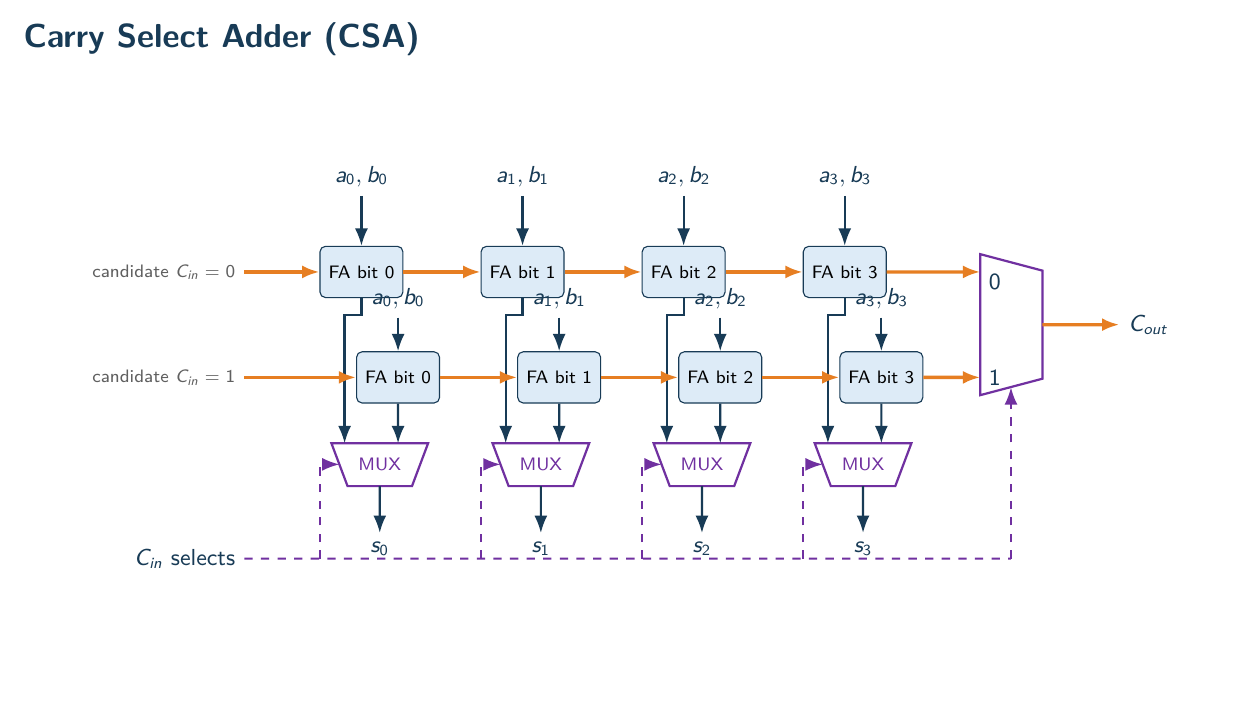 Carry Select Adder (CSA)
a₀, b₀ a₁, b₁ a₂, b₂ a₃, b₃
candidate Cᵢₙ = 0 FA bit 0 FA bit 1 FA bit 2 FA bit 3 0
a₀, b₀ a₁, b₁ a₂, b₂ a₃, b₃
C_{out}
candidate Cᵢₙ = 1 FA bit 0 FA bit 1 FA bit 2 FA bit 3 1
MUX MUX MUX MUX
s₀ s₁ s₂ s₃
Cᵢₙ selects